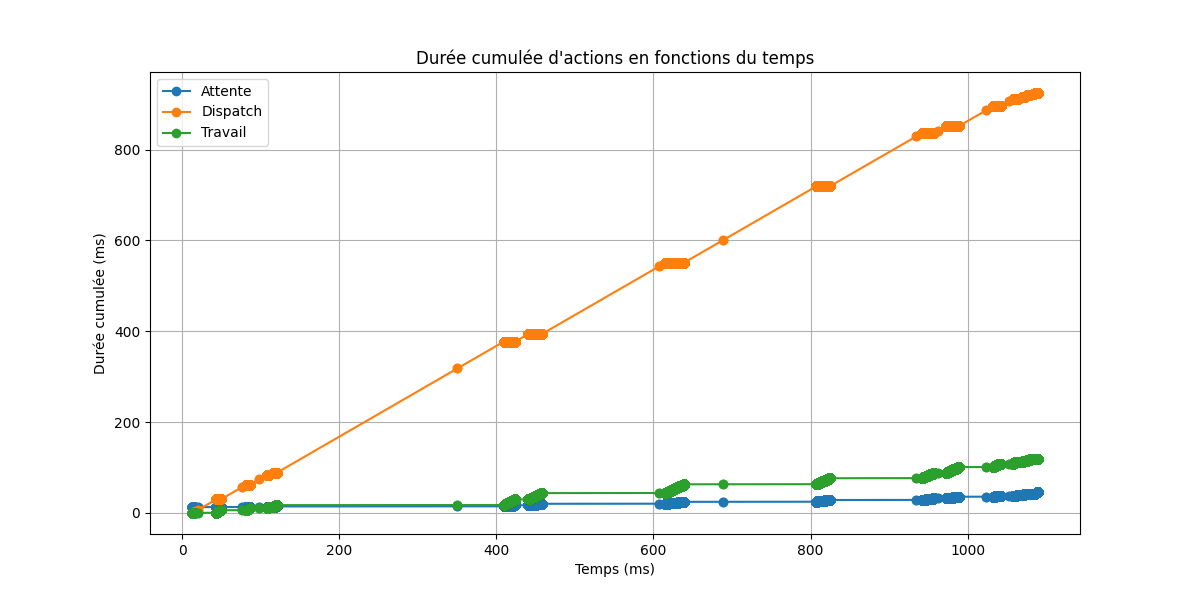 Durée cumulée d'actions en fonctions du temps
Attente
Dispatch
Travail
Durée cumulée (ms)
800
600
400
200
0
0 200 400 600 800 1000
Temps (ms)